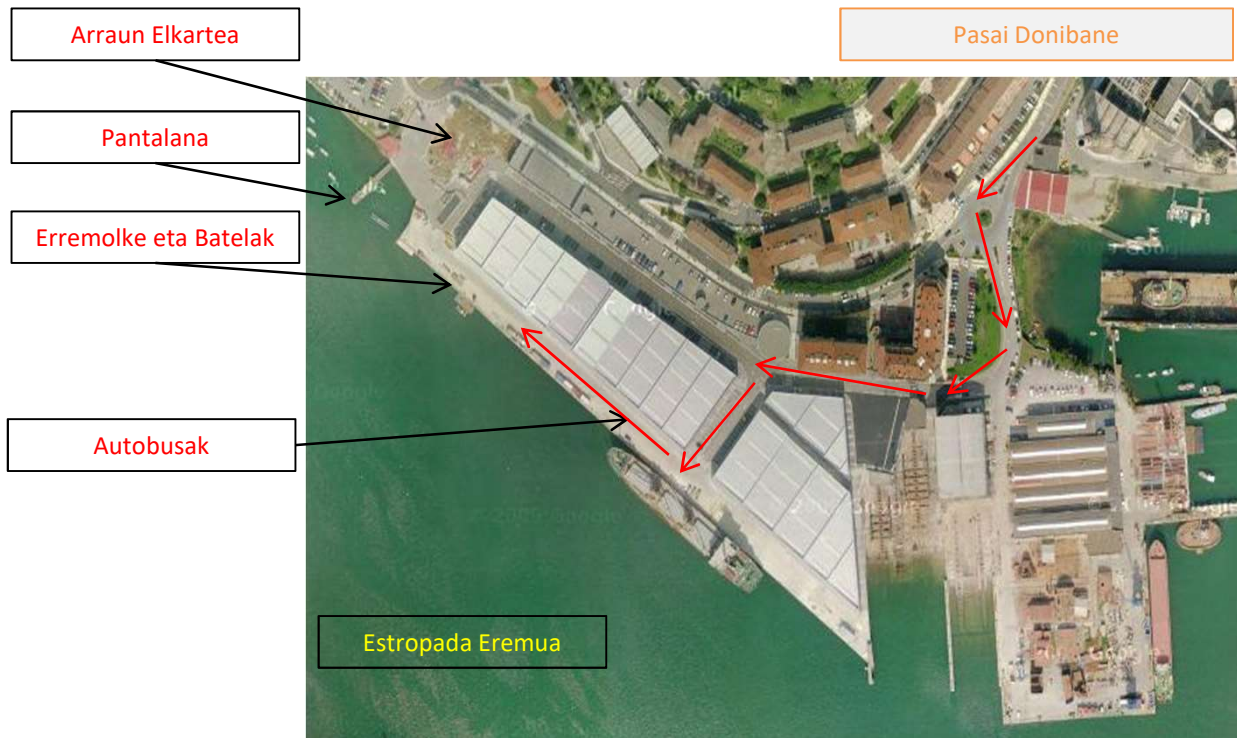 Arraun Elkartea
Pasai Donibane
Pantalana
Erremolke eta Batelak
Autobusak
Estropada Eremua